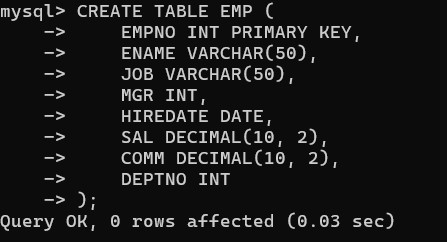 mysql> CREATE TABLE EMP (
    ->     EMPNO INT PRIMARY KEY,
    ->     ENAME VARCHAR(50),
    ->     JOB VARCHAR(50),
    ->     MGR INT,
    ->     HIREDATE DATE,
    ->     SAL DECIMAL(10, 2),
    ->     COMM DECIMAL(10, 2),
    ->     DEPTNO INT
    -> );
Query OK, 0 rows affected (0.03 sec)